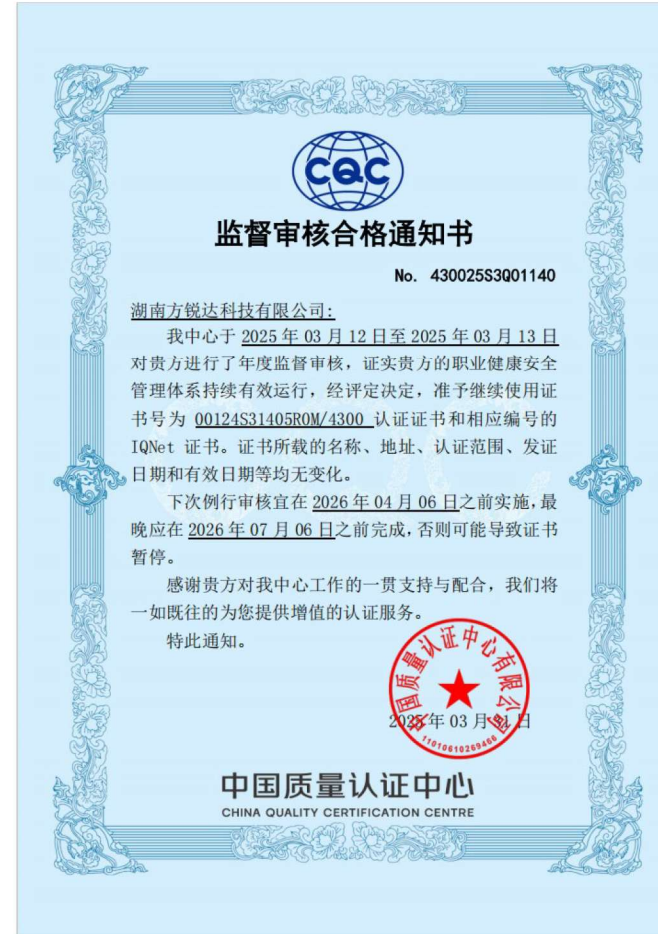 CQC
监督审核合格通知书
No. 430025S3Q01140
湖南方锐达科技有限公司:
我中心于 2025 年 03 月 12 日至 2025 年 03 月 13 日
对贵方进行了年度监督审核，证实贵方的职业健康安全
管理体系持续有效运行，经评定决定，准予继续使用证
书号为 00124S31405R0M/4300 认证证书和相应编号的
IQNet 证书。证书所载的名称、地址、认证范围、发证
日期和有效日期等均无变化。
下次例行审核宜在 2026 年 04 月 06 日之前实施,最
晚应在 2026 年 07 月 06 日之前完成,否则可能导致证书
暂停。
感谢贵方对我中心工作的一贯支持与配合，我们将
一如既往的为您提供增值的认证服务。
特此通知。
中国质量认证中心有限公司
2025 年 03 月 21 日
11010610269466
中国质量认证中心
CHINA QUALITY CERTIFICATION CENTRE